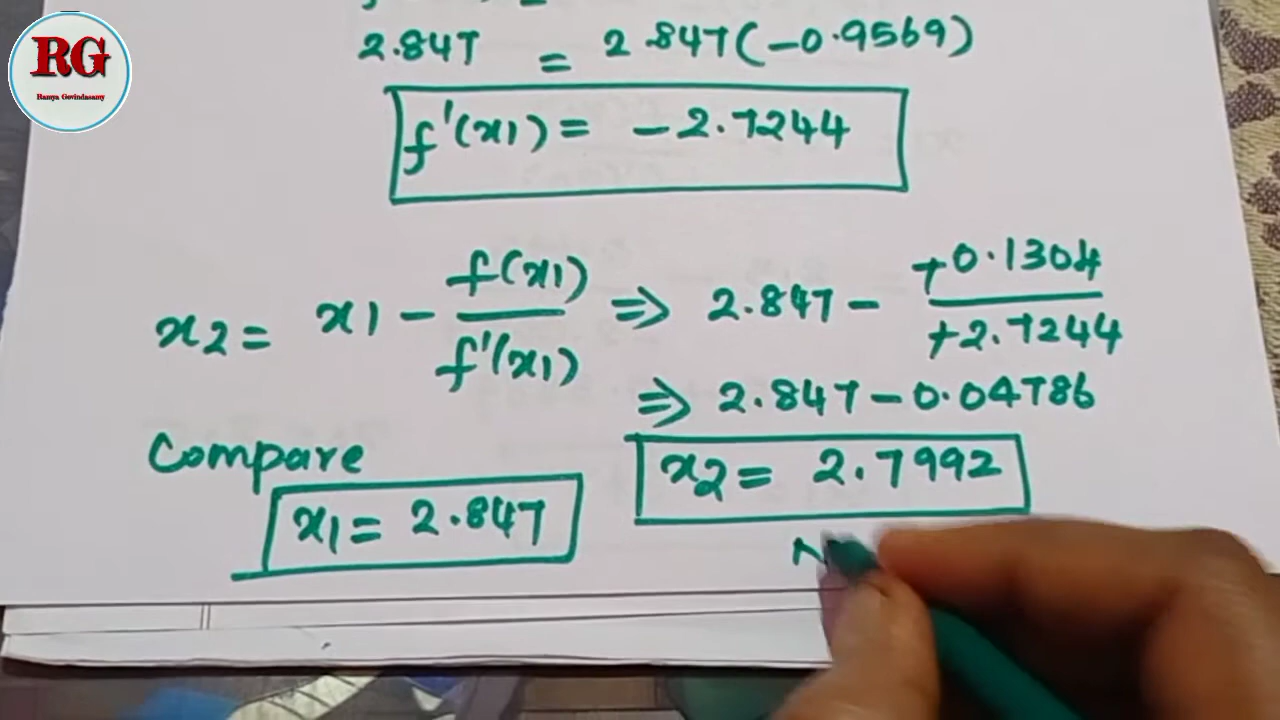 RG
Ramya Govindasamy
2.847 = 2.847(-0.9569)
f'(x1) = -2.7244
x2 = x1 - f(x1)/f'(x1) ⇒ 2.847 - +0.1304/+2.7244
⇒ 2.847 - 0.04786
Compare
x1 = 2.847
x2 = 2.7992
N